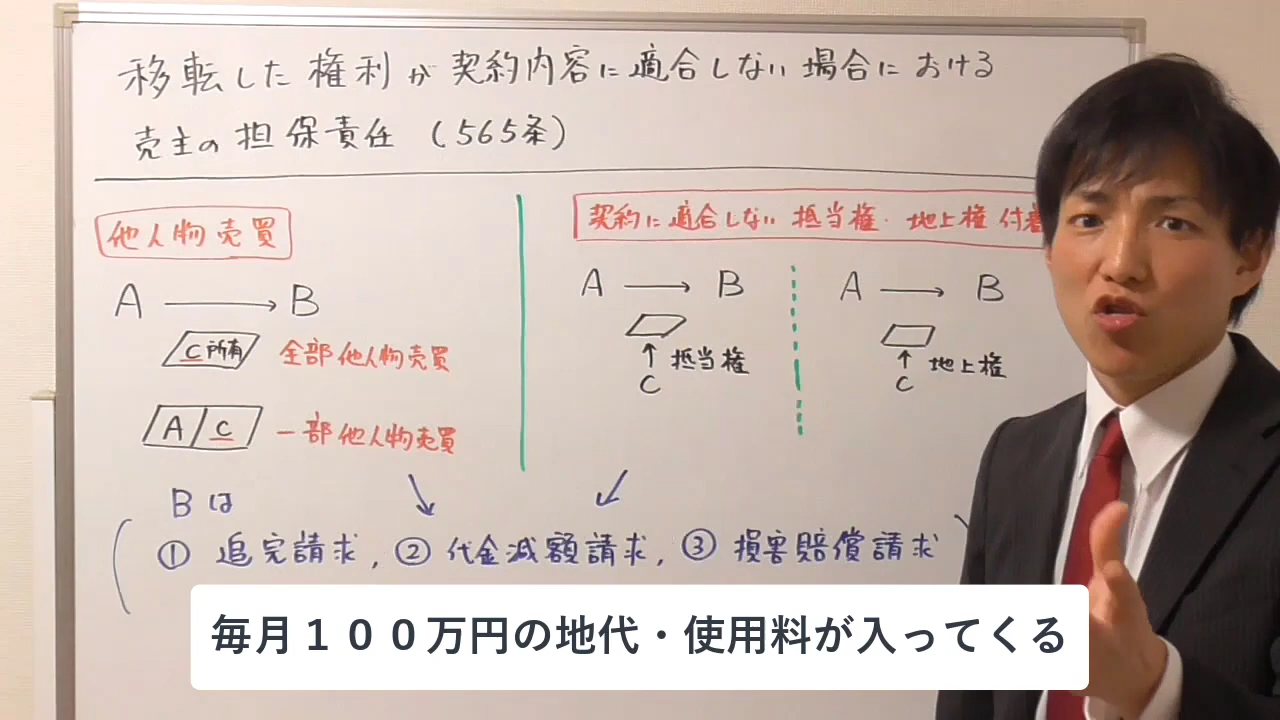 移転した権利が契約内容に適合しない場合における
売主の担保責任（565条）
他人物売買
A → B
C所有 全部他人物売買
A C 一部他人物売買
契約に適合しない抵当権・地上権付着
A → B
↑ 抵当権
C
A → B
↑ 地上権
C
Bは
① 追完請求, ② 代金減額請求, ③ 損害賠償請求
毎月１００万円の地代・使用料が入ってくる